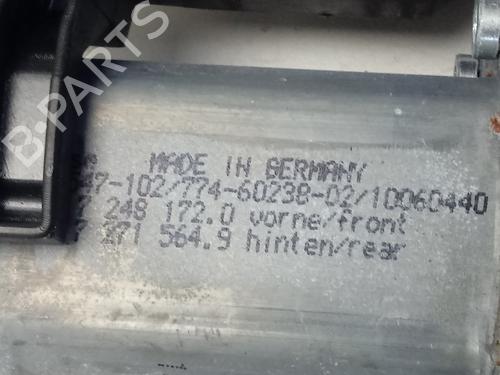 MADE IN GERMANY
47-102/774-60238-02/10060440
7 248 172.0 vorne/front
7 271 564.9 hinten/rear
B-PARTS